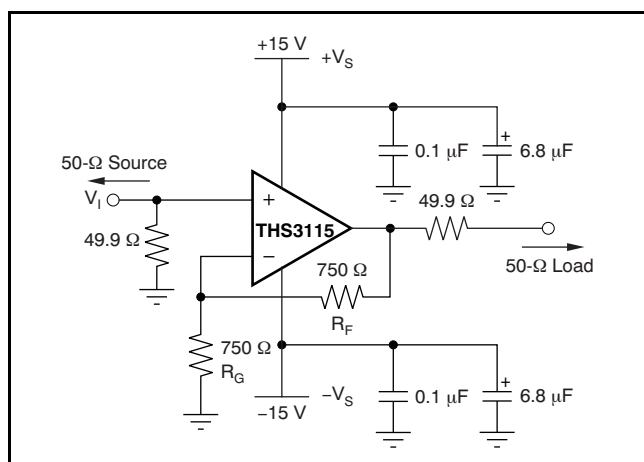 +15 V
+V_S
0.1 μF
+
6.8 μF
50-Ω Source
V_I
49.9 Ω
+
THS3115
−
49.9 Ω
50-Ω Load
750 Ω
R_F
750 Ω
R_G
−15 V
−V_S
0.1 μF
+
6.8 μF